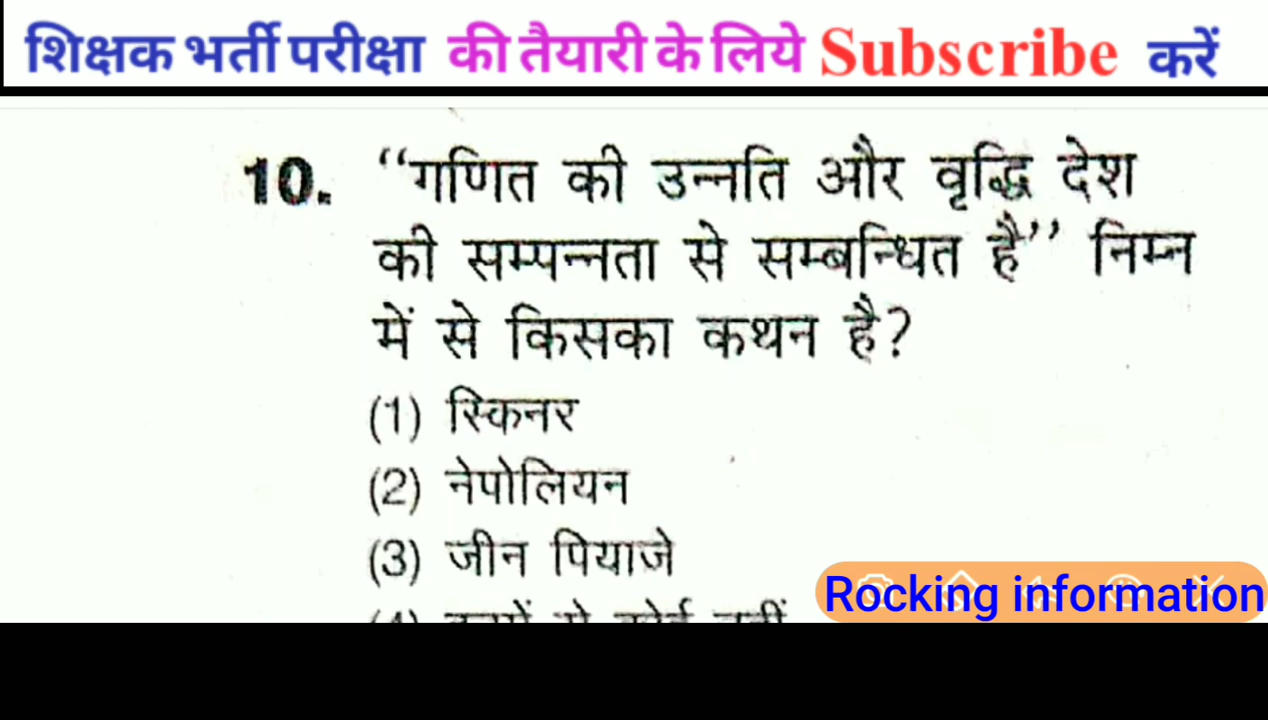 शिक्षक भर्ती परीक्षा की तैयारी के लिये Subscribe करें
10. “गणित की उन्नति और वृद्धि देश
की सम्पन्नता से सम्बन्धित है” निम्न
में से किसका कथन है?
(1) स्किनर
(2) नेपोलियन
(3) जीन पियाजे
Rocking information